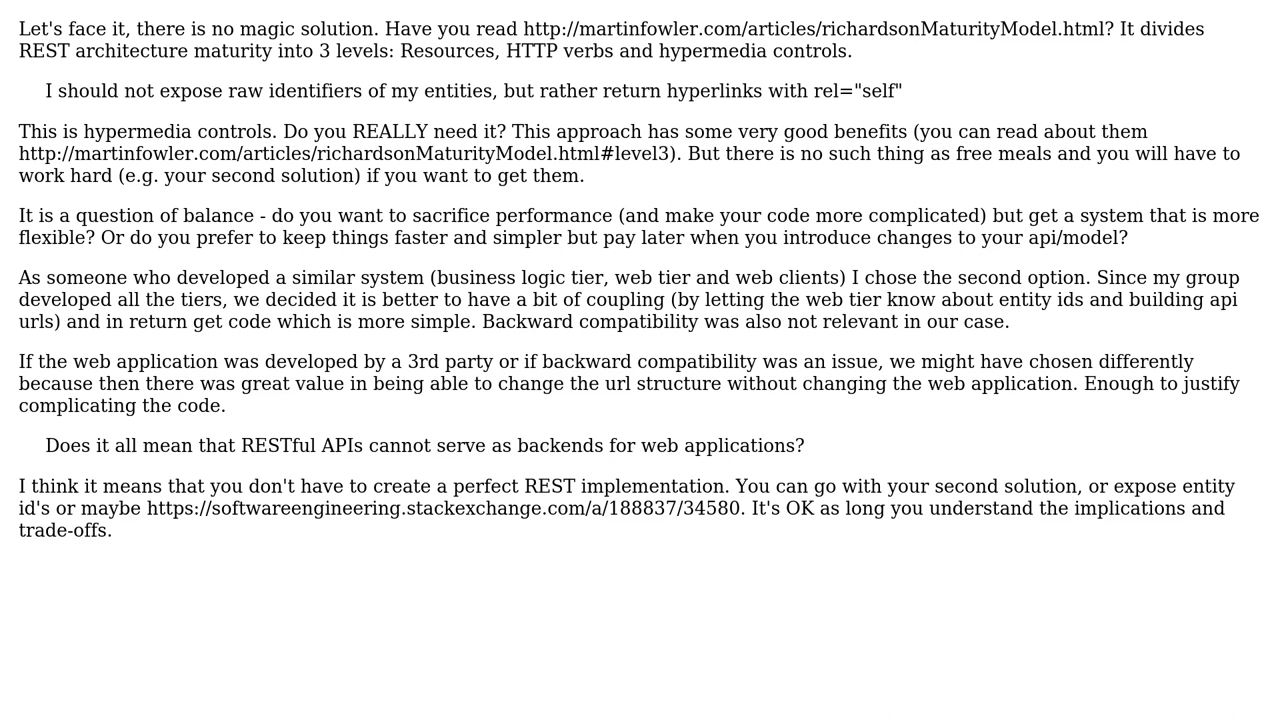 Let's face it, there is no magic solution. Have you read http://martinfowler.com/articles/richardsonMaturityModel.html? It divides
REST architecture maturity into 3 levels: Resources, HTTP verbs and hypermedia controls.
I should not expose raw identifiers of my entities, but rather return hyperlinks with rel="self"
This is hypermedia controls. Do you REALLY need it? This approach has some very good benefits (you can read about them
http://martinfowler.com/articles/richardsonMaturityModel.html#level3). But there is no such thing as free meals and you will have to
work hard (e.g. your second solution) if you want to get them.
It is a question of balance - do you want to sacrifice performance (and make your code more complicated) but get a system that is more
flexible? Or do you prefer to keep things faster and simpler but pay later when you introduce changes to your api/model?
As someone who developed a similar system (business logic tier, web tier and web clients) I chose the second option. Since my group
developed all the tiers, we decided it is better to have a bit of coupling (by letting the web tier know about entity ids and building api
urls) and in return get code which is more simple. Backward compatibility was also not relevant in our case.
If the web application was developed by a 3rd party or if backward compatibility was an issue, we might have chosen differently
because then there was great value in being able to change the url structure without changing the web application. Enough to justify
complicating the code.
Does it all mean that RESTful APIs cannot serve as backends for web applications?
I think it means that you don't have to create a perfect REST implementation. You can go with your second solution, or expose entity
id's or maybe https://softwareengineering.stackexchange.com/a/188837/34580. It's OK as long you understand the implications and
trade-offs.